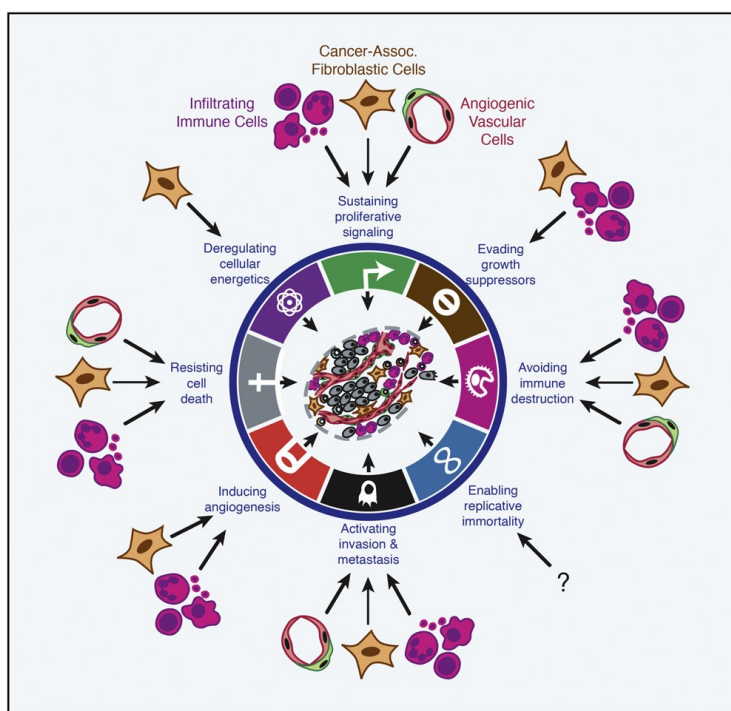 Cancer-Assoc.
Fibroblastic Cells
Infiltrating
Immune Cells
Angiogenic
Vascular
Cells
Sustaining
proliferative
signaling
Deregulating
cellular
energetics
Evading
growth
suppressors
Resisting
cell
death
Avoiding
immune
destruction
Inducing
angiogenesis
Enabling
replicative
immortality
Activating
invasion &
metastasis
?